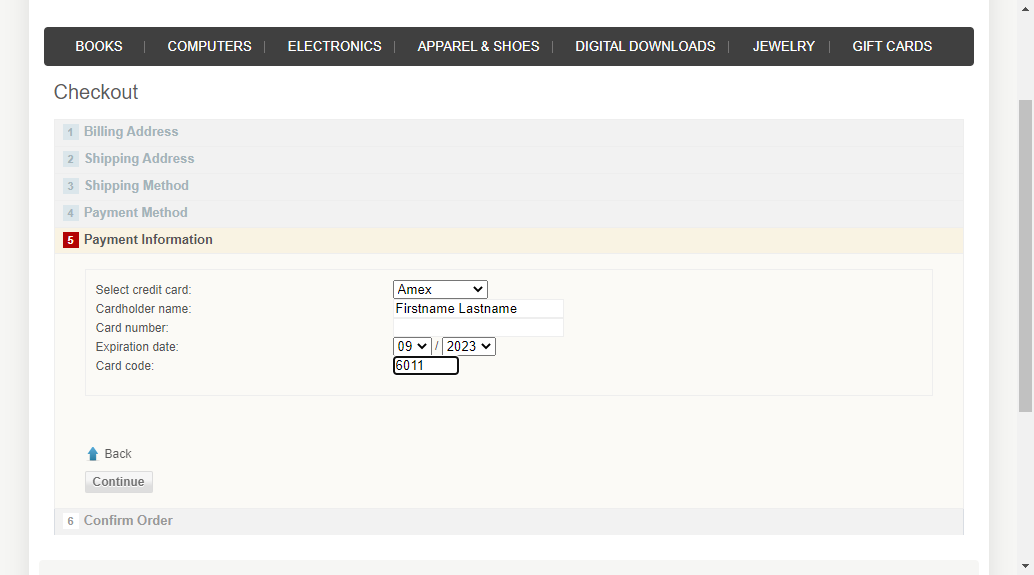 BOOKS | COMPUTERS | ELECTRONICS | APPAREL & SHOES | DIGITAL DOWNLOADS | JEWELRY | GIFT CARDS
Checkout
1 Billing Address
2 Shipping Address
3 Shipping Method
4 Payment Method
5 Payment Information
Select credit card: Amex
Cardholder name: Firstname Lastname
Card number:
Expiration date: 09 / 2023
Card code: 6011
Back
Continue
6 Confirm Order